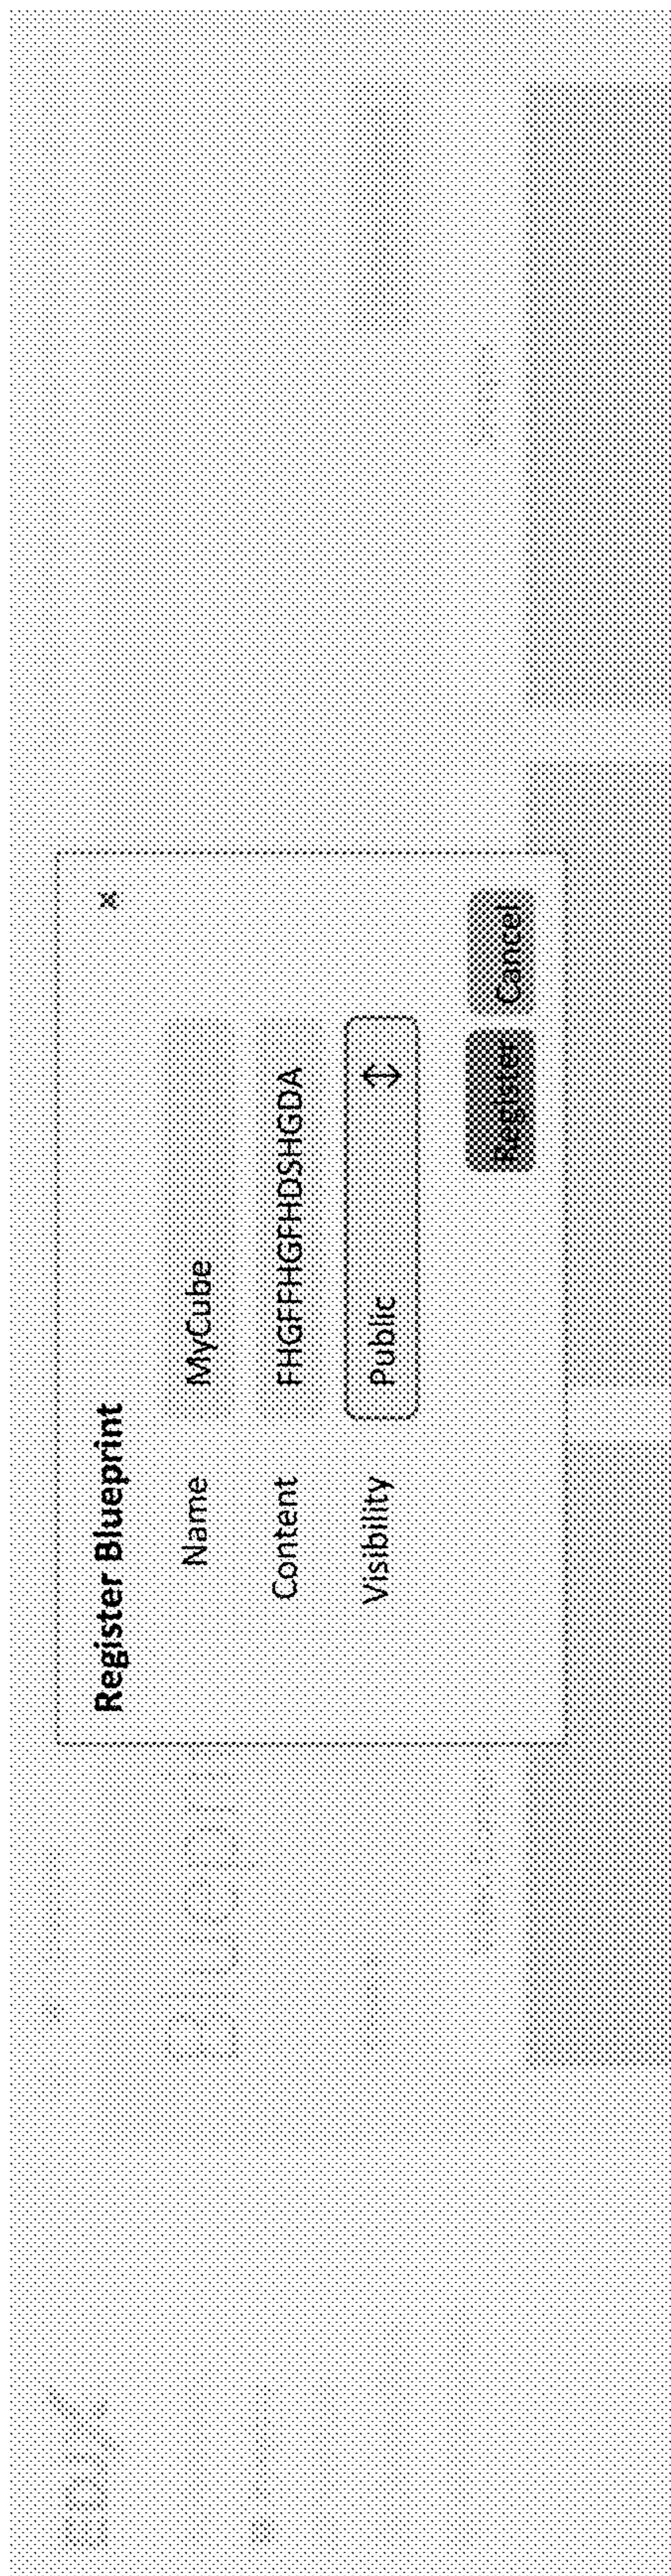 Register Blueprint ×
Name MyCube
Content FHGFFHGFHDSHGDA
Visibility Public
Register Cancel